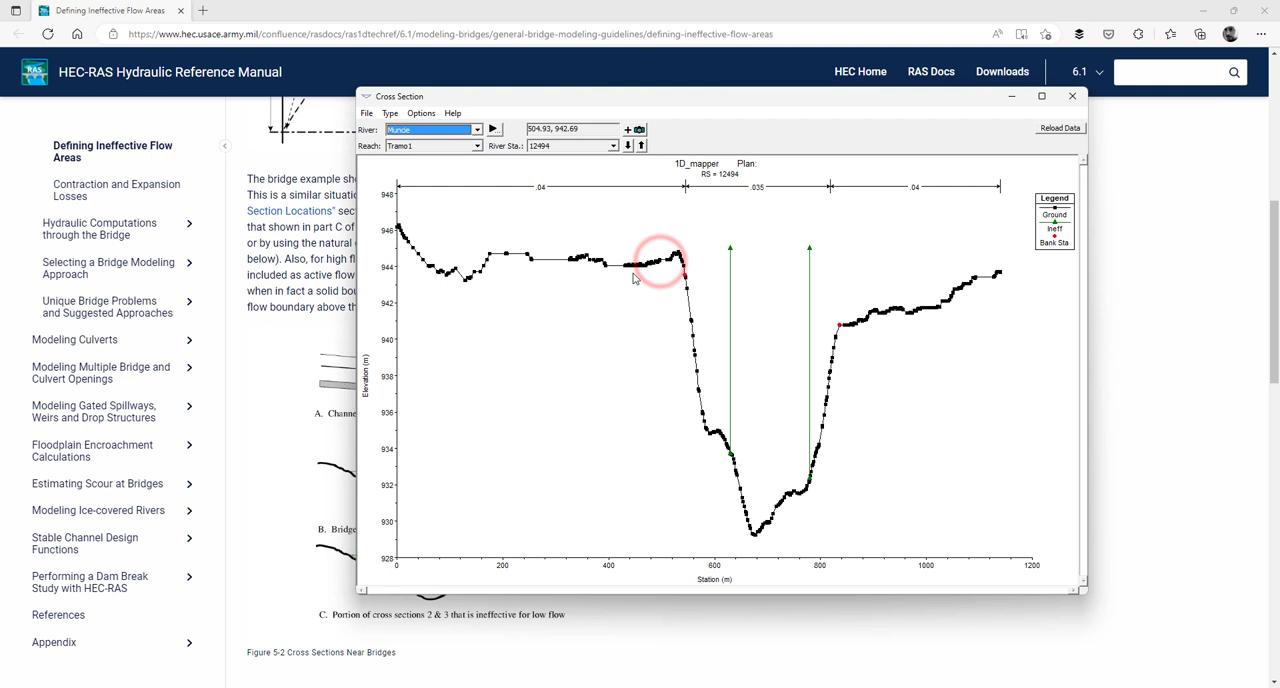 Defining Ineffective Flow Areas
https://www.hec.usace.army.mil/confluence/rasdocs/ras1dtechref/6.1/modeling-bridges/general-bridge-modeling-guidelines/defining-ineffective-flow-areas
RAS
HEC-RAS Hydraulic Reference Manual
HEC Home
RAS Docs
Downloads
6.1
Defining Ineffective Flow
Areas
Contraction and Expansion
Losses
Hydraulic Computations
through the Bridge
Selecting a Bridge Modeling
Approach
Unique Bridge Problems
and Suggested Approaches
Modeling Culverts
Modeling Multiple Bridge and
Culvert Openings
Modeling Gated Spillways,
Weirs and Drop Structures
Floodplain Encroachment
Calculations
Estimating Scour at Bridges
Modeling Ice-covered Rivers
Stable Channel Design
Functions
Performing a Dam Break
Study with HEC-RAS
References
Appendix
The bridge example sh
This is a similar situati
Section Locations" sec
that shown in part C of
or by using the natural
below). Also, for high f
included as active flow
when in fact a solid bou
flow boundary above th
A. Chann
B. Bridge
C. Portion of cross sections 2 & 3 that is ineffective for low flow
Figure 5-2 Cross Sections Near Bridges
Cross Section
File Type Options Help
River: Muncie
504.93, 942.69
Reload Data
Reach: Tramo1
River Sta.: 12494
1D_mapper Plan:
RS = 12494
.04
.035
.04
Legend
Ground
Ineff
Bank Sta
948
946
944
942
940
938
936
934
932
930
928
Elevation (m)
0
200
400
600
800
1000
1200
Station (m)